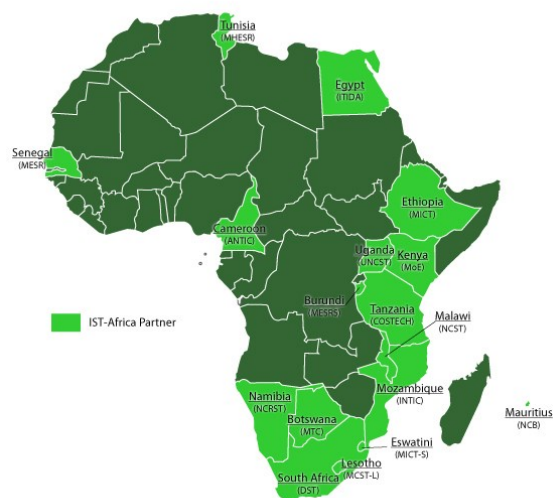 Tunisia
(MHESR)
Egypt
(ITIDA)
Senegal
(MESR)
Ethiopia
(MICT)
Cameroon
(ANTIC)
Uganda
(UNCST)
Kenya
(MoE)
Burundi
(MESRS)
Tanzania
(COSTECH)
Malawi
(NCST)
IST-Africa Partner
Mozambique
(INTIC)
Namibia
(NCRST)
Mauritius
(NCB)
Botswana
(MTC)
Eswatini
(MICT-S)
Lesotho
(MCST-L)
South Africa
(DST)